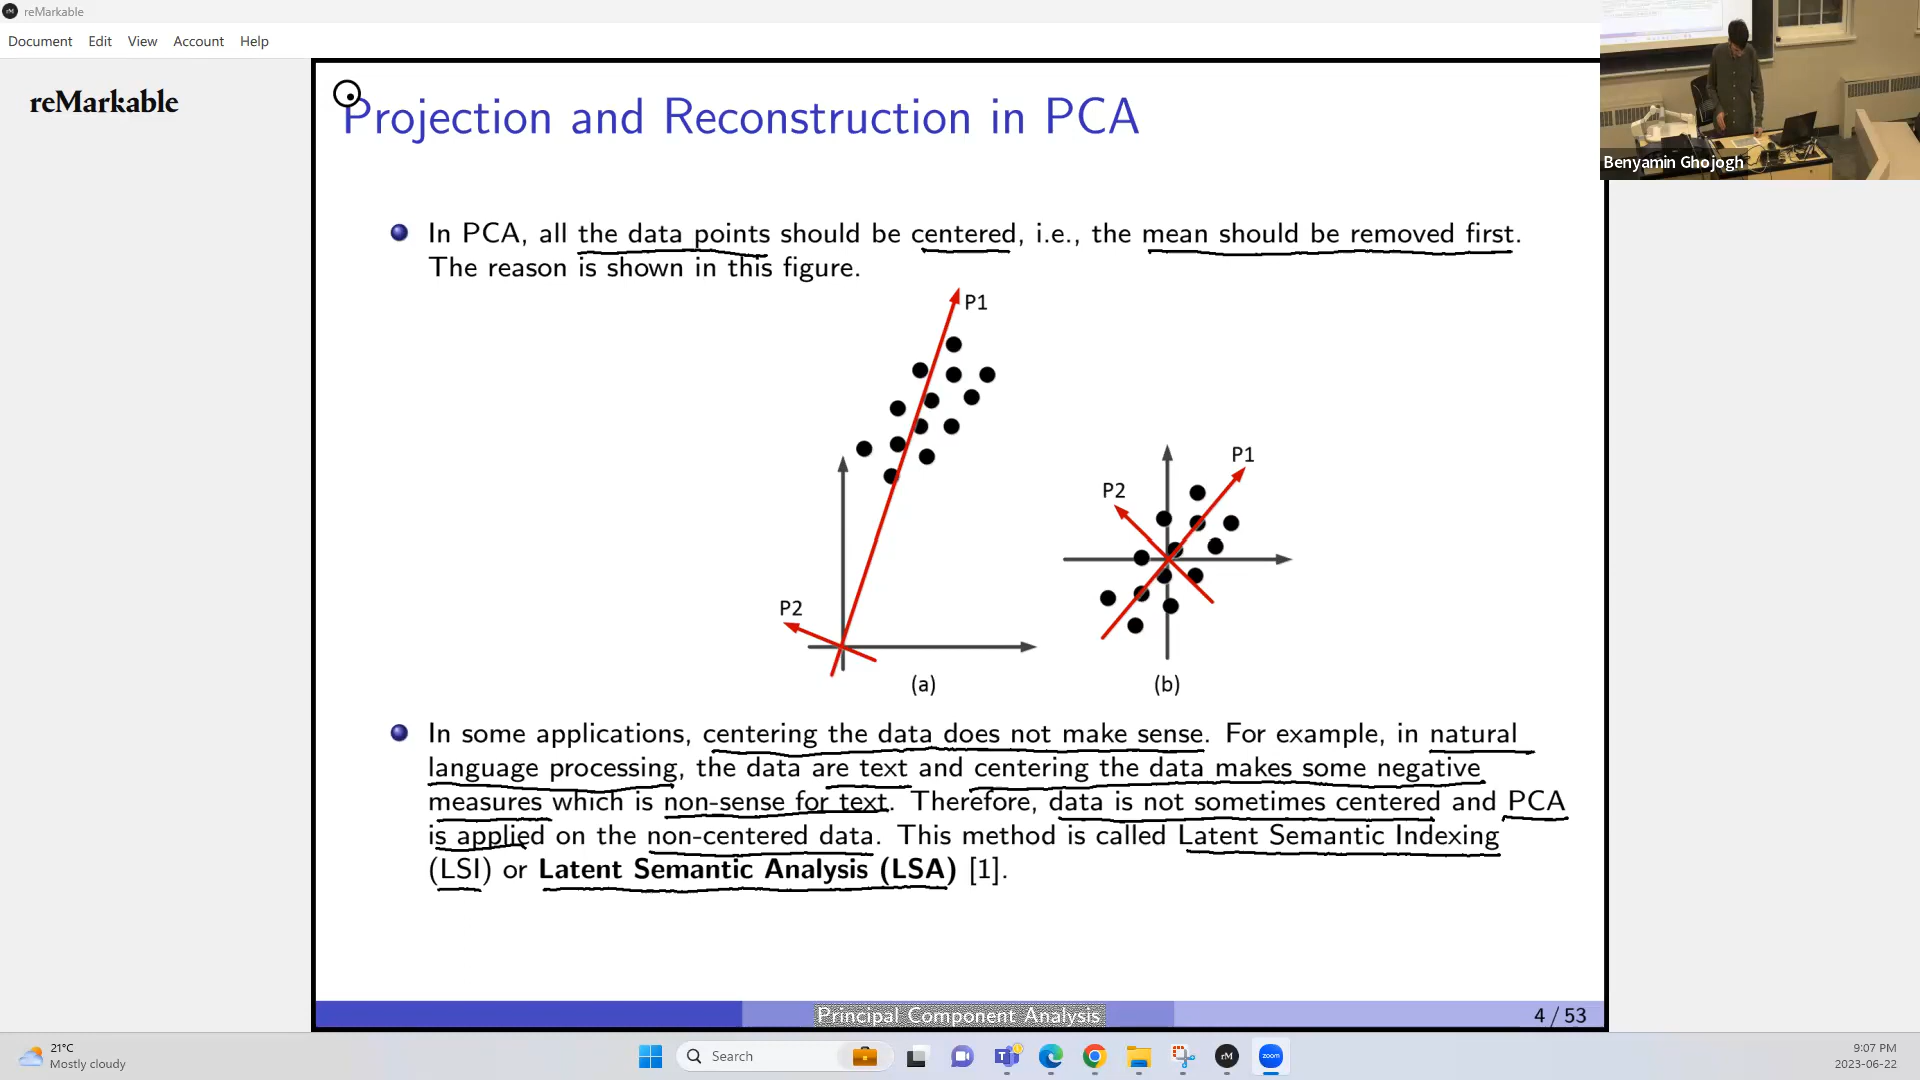 reMarkable
Document Edit View Account Help
reMarkable
Benyamin Ghojogh
Projection and Reconstruction in PCA
In PCA, all the data points should be centered, i.e., the mean should be removed first.
The reason is shown in this figure.
P1
P2
(a)
P1
P2
(b)
In some applications, centering the data does not make sense. For example, in natural
language processing, the data are text and centering the data makes some negative
measures which is non-sense for text. Therefore, data is not sometimes centered and PCA
is applied on the non-centered data. This method is called Latent Semantic Indexing
(LSI) or Latent Semantic Analysis (LSA) [1].
Principal Component Analysis
4 / 53
21°C
Mostly cloudy
Search
rM
zoom
9:07 PM
2023-06-22